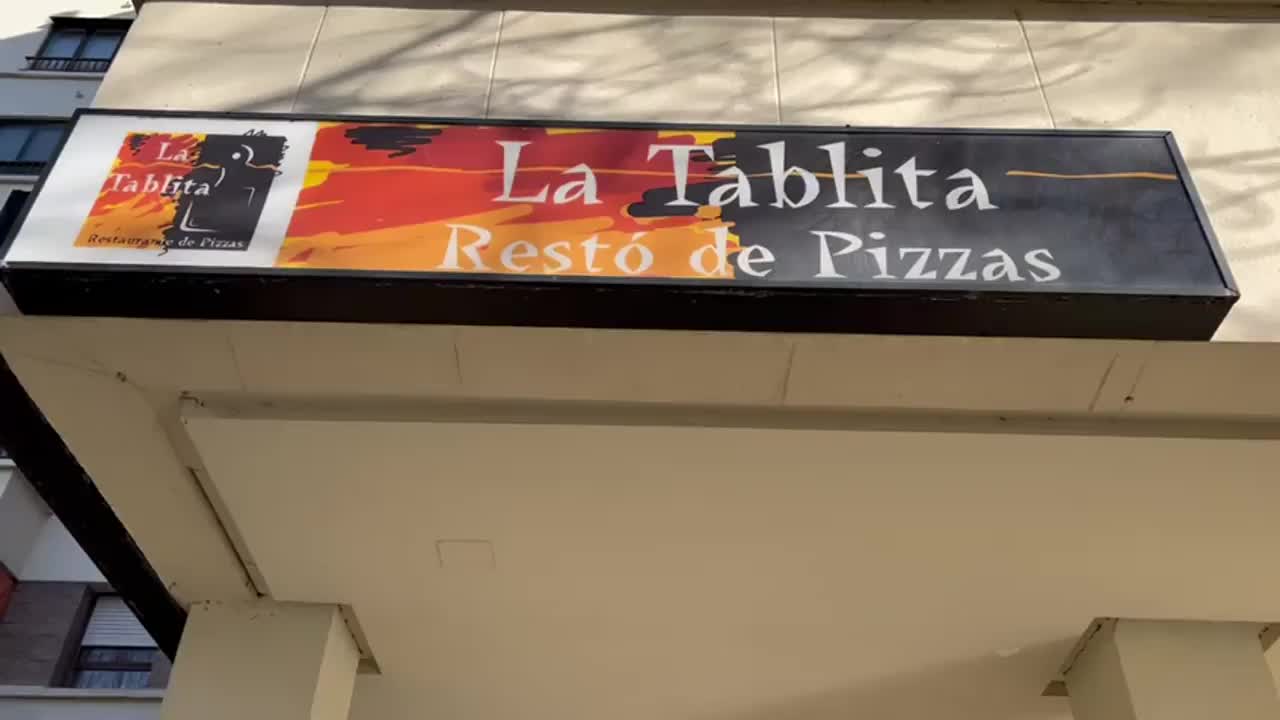 La
Tablita
Restaurante de Pizzas
La Tablita
Restó de Pizzas